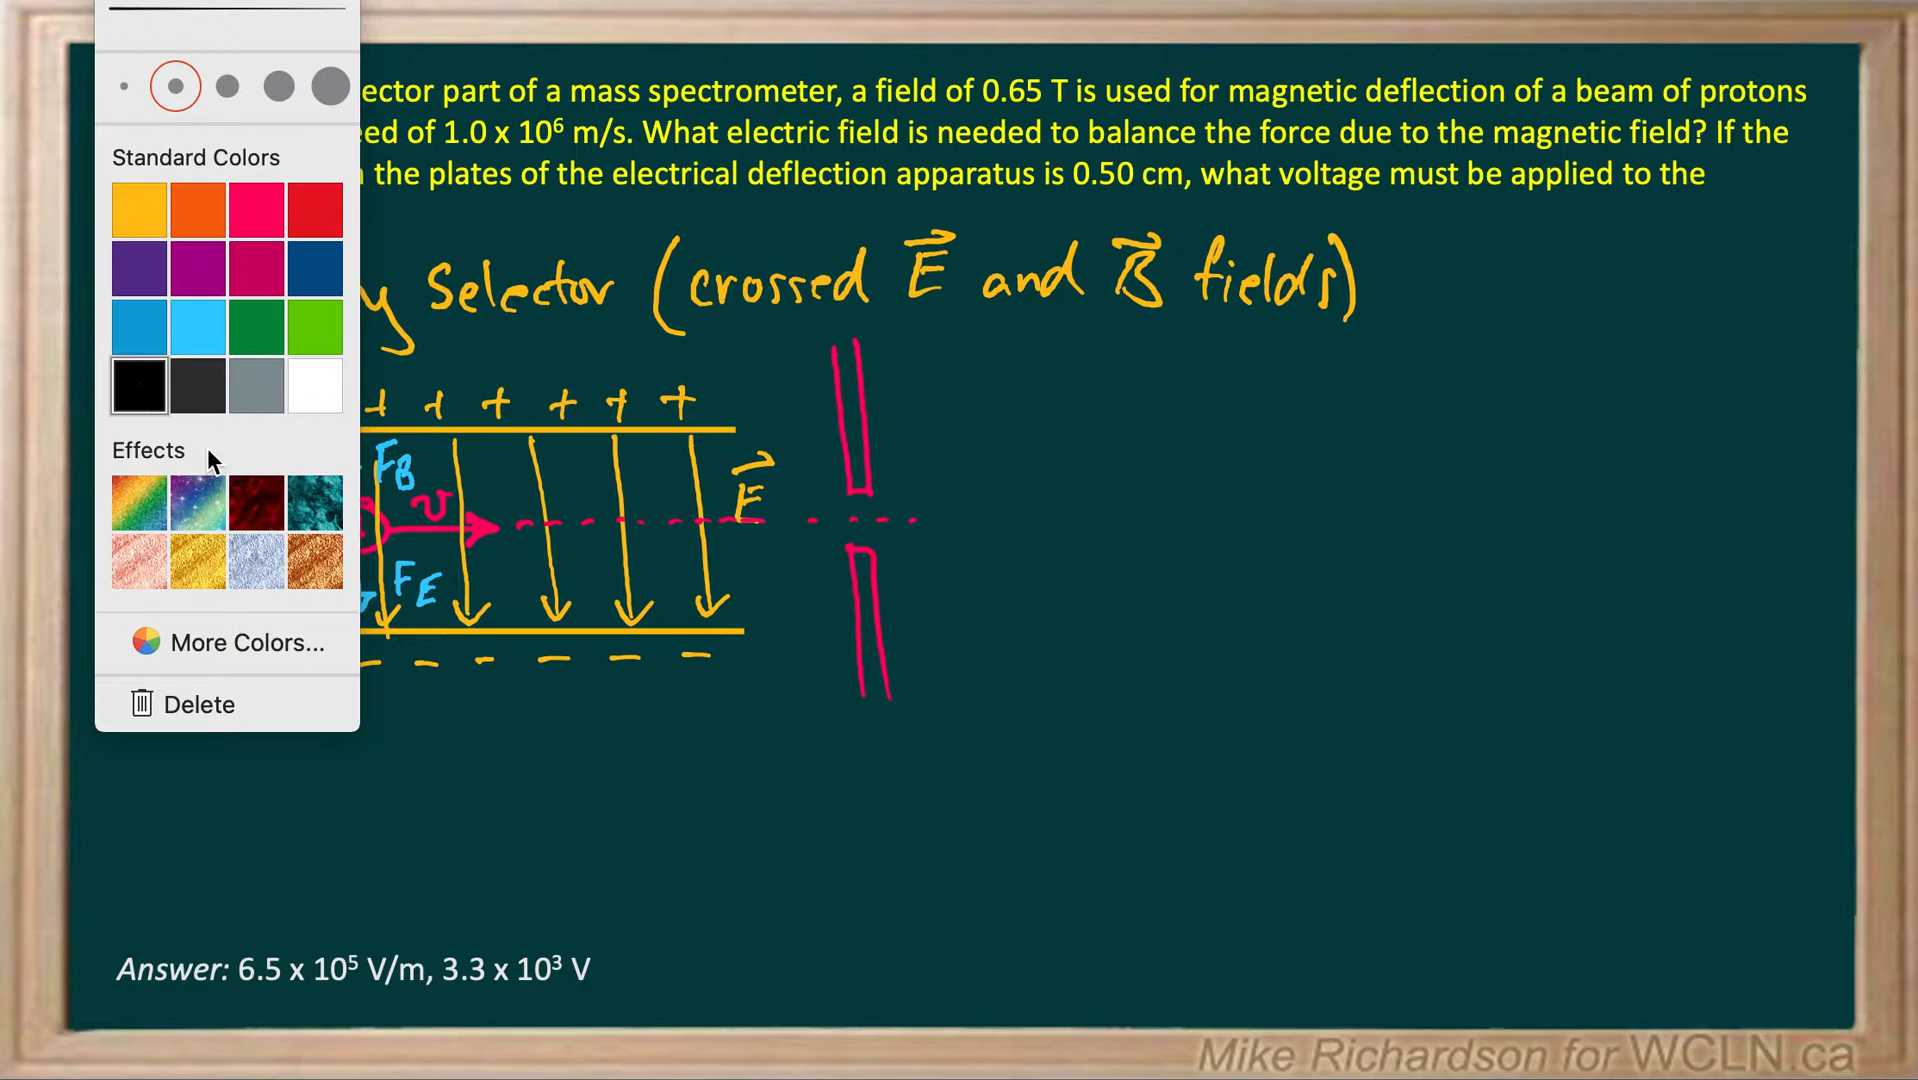 ector part of a mass spectrometer, a field of 0.65 T is used for magnetic deflection of a beam of protons
eed of 1.0 x 10⁶ m/s. What electric field is needed to balance the force due to the magnetic field? If the
the plates of the electrical deflection apparatus is 0.50 cm, what voltage must be applied to the
Standard Colors
y Selector (crossed E⃗ and B⃗ fields)
+ + + + + +
Effects
F_B
v
E⃗
F_E
More Colors...
- - - - - -
Delete
Answer: 6.5 x 10⁵ V/m, 3.3 x 10³ V
Mike Richardson for WCLN.ca